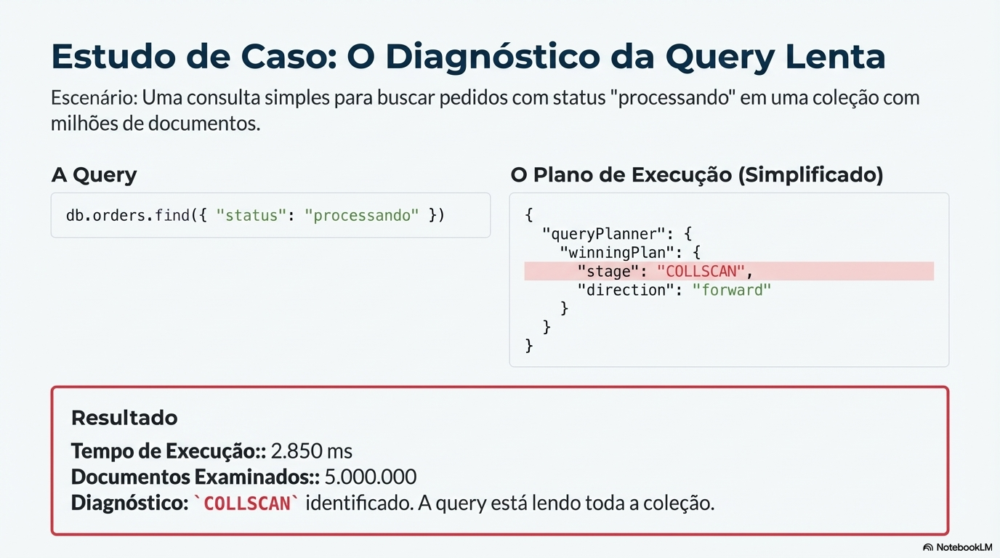 Estudo de Caso: O Diagnóstico da Query Lenta
Escenário: Uma consulta simples para buscar pedidos com status "processando" em uma coleção com
milhões de documentos.
A Query
db.orders.find({ "status": "processando" })
O Plano de Execução (Simplificado)
{
  "queryPlanner": {
    "winningPlan": {
      "stage": "COLLSCAN",
      "direction": "forward"
    }
  }
}
Resultado
Tempo de Execução:: 2.850 ms
Documentos Examinados:: 5.000.000
Diagnóstico: `COLLSCAN` identificado. A query está lendo toda a coleção.
NotebookLM